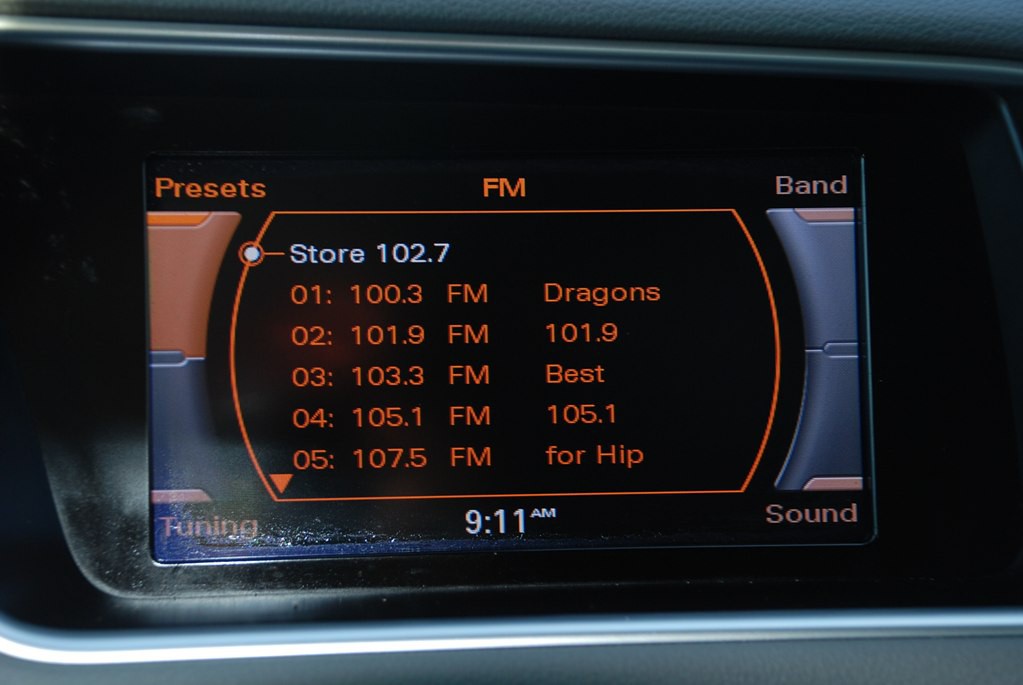 Presets FM Band
Store 102.7
01: 100.3 FM Dragons
02: 101.9 FM 101.9
03: 103.3 FM Best
04: 105.1 FM 105.1
05: 107.5 FM for Hip
Tuning 9:11 AM Sound